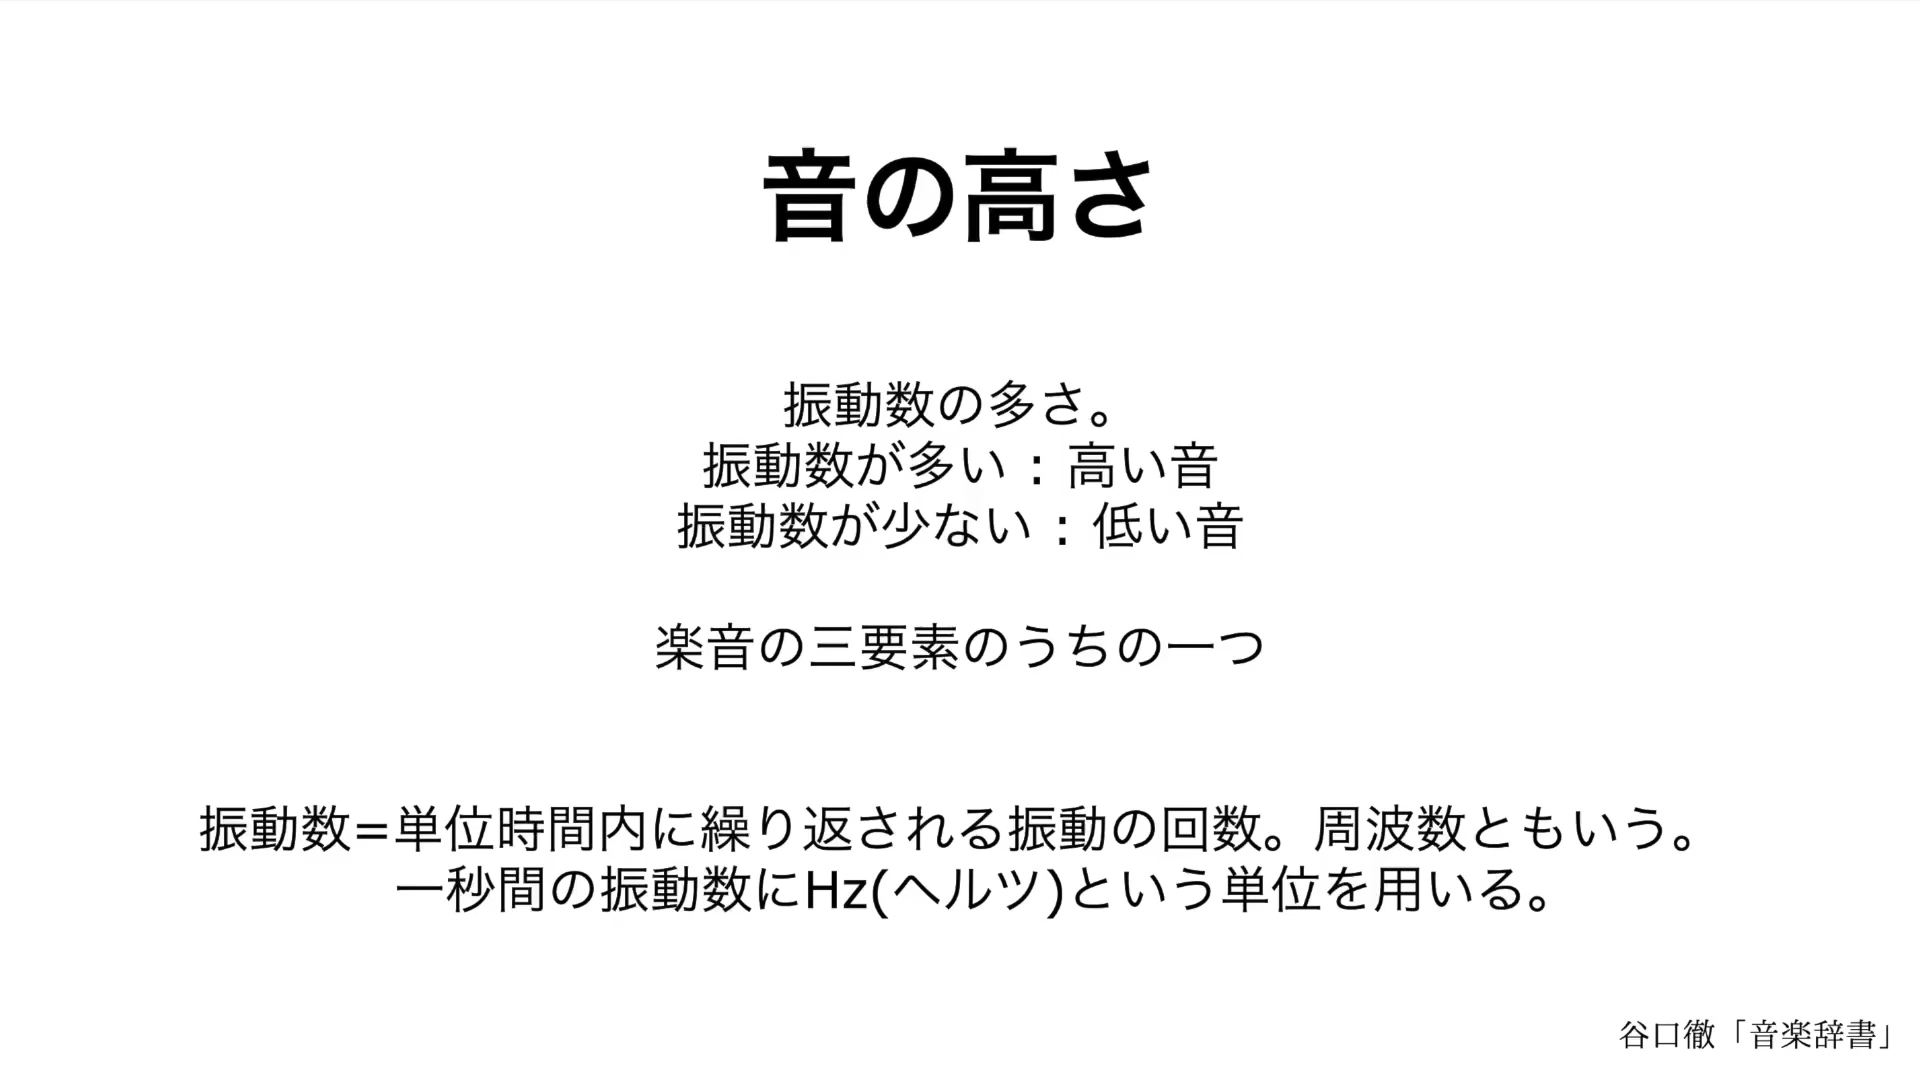 音の高さ
振動数の多さ。
振動数が多い：高い音
振動数が少ない：低い音
楽音の三要素のうちの一つ
振動数=単位時間内に繰り返される振動の回数。周波数ともいう。
一秒間の振動数にHz(ヘルツ)という単位を用いる。
谷口徹「音楽辞書」